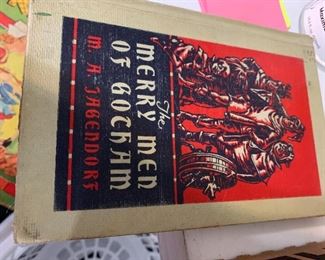 The
MERRY MEN
OF GOTHAM
M. A. JAGENDORF